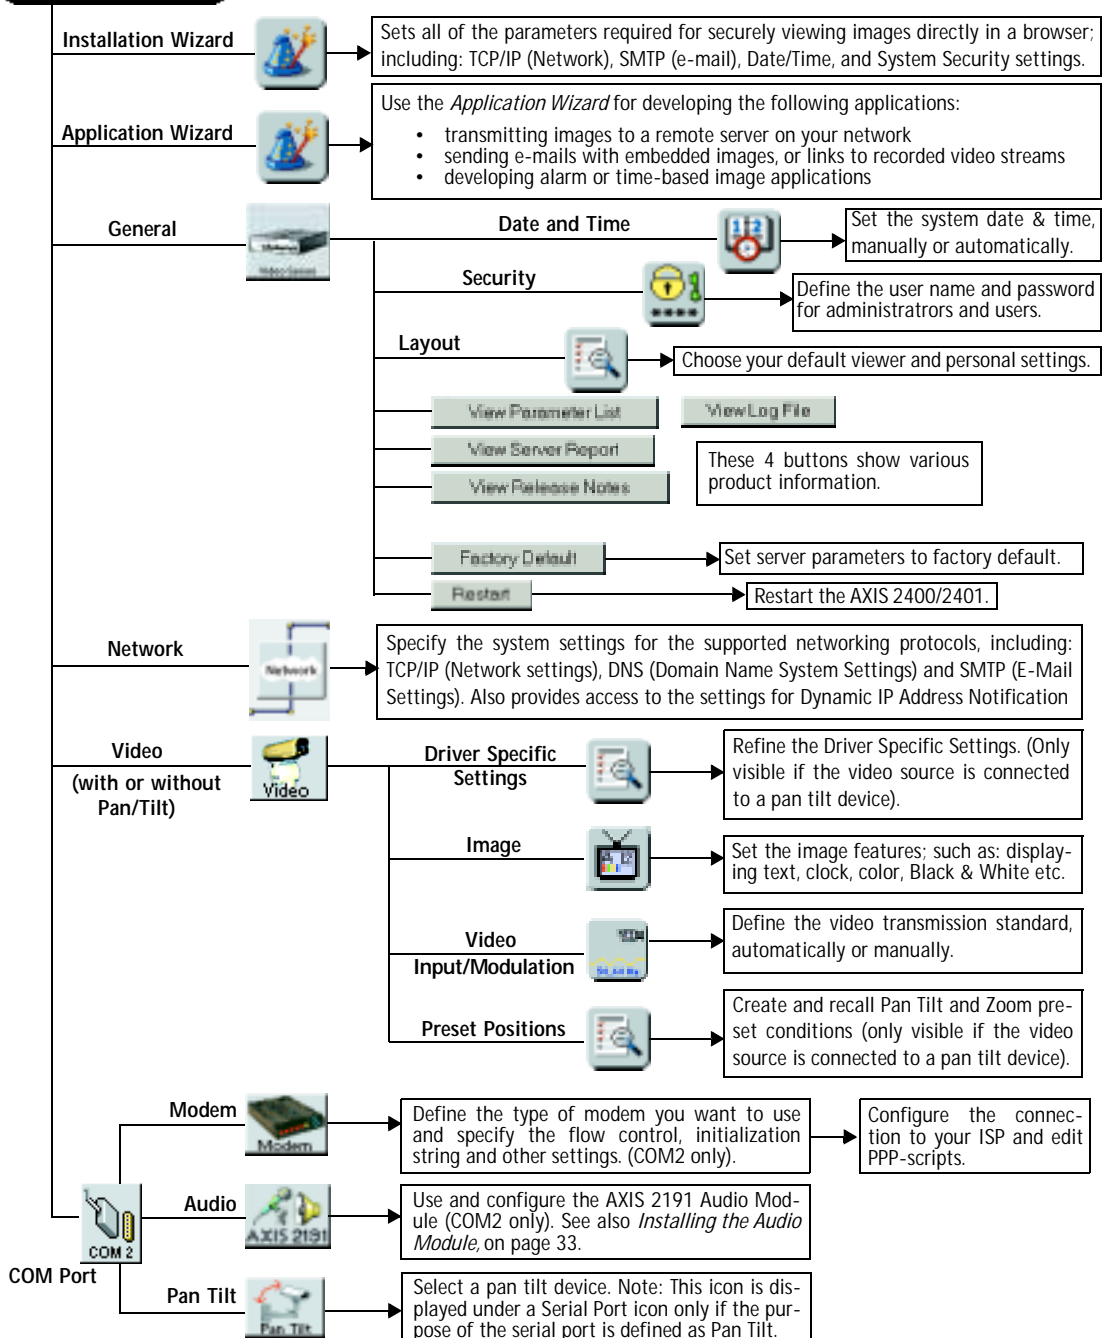 Installation Wizard
Sets all of the parameters required for securely viewing images directly in a browser;
including: TCP/IP (Network), SMTP (e-mail), Date/Time, and System Security settings.
Application Wizard
Use the Application Wizard for developing the following applications:
• transmitting images to a remote server on your network
• sending e-mails with embedded images, or links to recorded video streams
• developing alarm or time-based image applications
General
Video Server
Date and Time
12
Set the system date & time,
manually or automatically.
Security
****
Define the user name and password
for administratrors and users.
Layout
Choose your default viewer and personal settings.
View Parameter List
View Log File
View Server Report
View Release Notes
These 4 buttons show various
product information.
Factory Default
Set server parameters to factory default.
Restart
Restart the AXIS 2400/2401.
Network
Network
Specify the system settings for the supported networking protocols, including:
TCP/IP (Network settings), DNS (Domain Name System Settings) and SMTP (E-Mail
Settings). Also provides access to the settings for Dynamic IP Address Notification
Video
(with or without
Pan/Tilt)
Video
Driver Specific
Settings
Refine the Driver Specific Settings. (Only
visible if the video source is connected
to a pan tilt device).
Image
Set the image features; such as: display-
ing text, clock, color, Black & White etc.
Video
Input/Modulation
Define the video transmission standard,
automatically or manually.
Preset Positions
Create and recall Pan Tilt and Zoom pre-
set conditions (only visible if the video
source is connected to a pan tilt device).
Modem
Modem
Define the type of modem you want to use
and specify the flow control, initialization
string and other settings. (COM2 only).
Configure the connec-
tion to your ISP and edit
PPP-scripts.
COM 2
COM Port
Audio
AXIS 2191
Use and configure the AXIS 2191 Audio Mod-
ule (COM2 only). See also Installing the Audio
Module, on page 33.
Pan Tilt
Pan Tilt
Select a pan tilt device. Note: This icon is dis-
played under a Serial Port icon only if the pur-
pose of the serial port is defined as Pan Tilt.